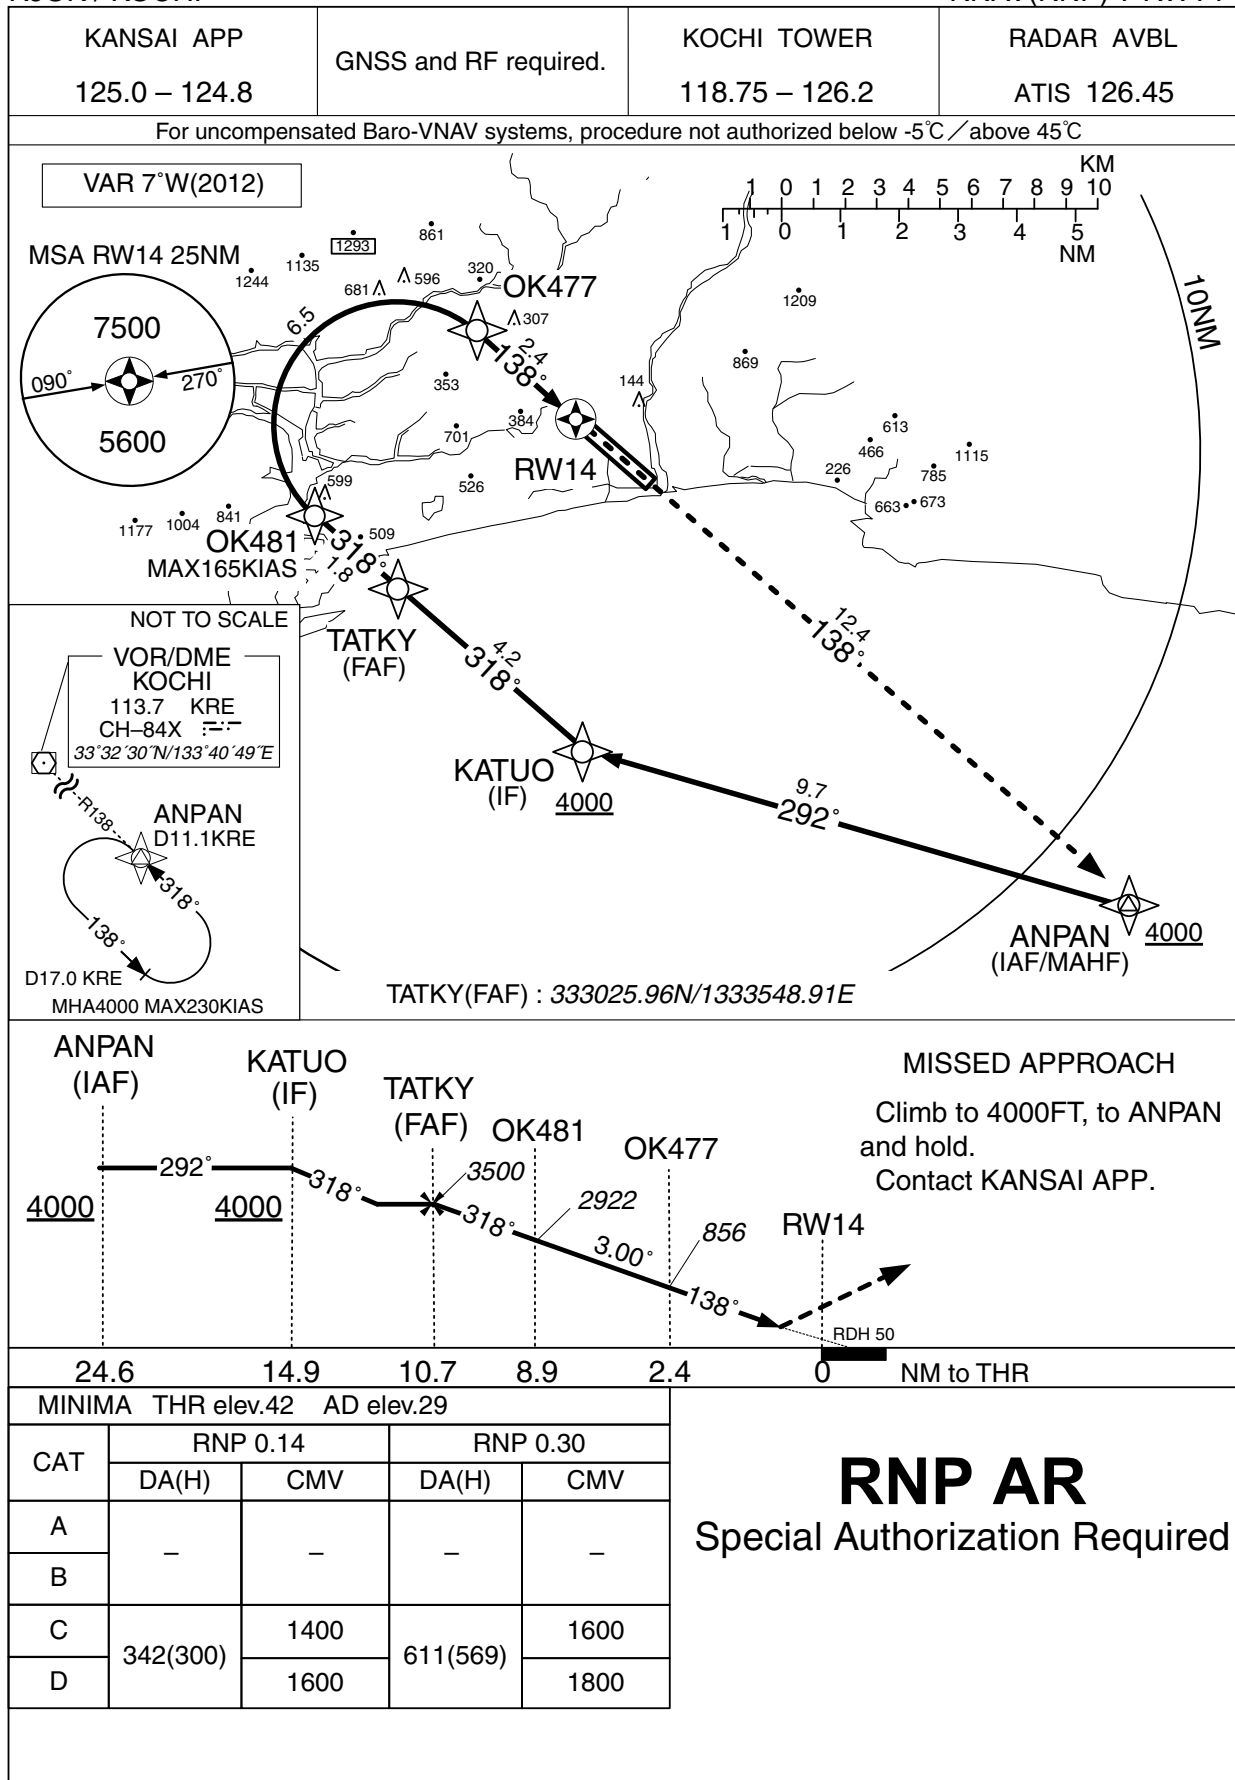 KANSAI APP
125.0 – 124.8
GNSS and RF required.
KOCHI TOWER
118.75 – 126.2
RADAR AVBL
ATIS 126.45
For uncompensated Baro-VNAV systems, procedure not authorized below -5℃／above 45℃
VAR 7°W(2012)
KM
1 0 1 2 3 4 5 6 7 8 9 10
1 0 1 2 3 4 5
NM
MSA RW14 25NM
7500
090°
270°
5600
1244
1135
1293
861
681
596
320
OK477
307
6.5
2.4
138°
353
384
701
526
RW14
144
1209
869
613
466
1115
785
226
663
673
10NM
599
841
1004
1177
OK481
MAX165KIAS
509
318°
1.8
TATKY
(FAF)
4.2
318°
KATUO
(IF)
4000
9.7
292°
12.4
138°
ANPAN
(IAF/MAHF)
4000
NOT TO SCALE
VOR/DME
KOCHI
113.7 KRE
CH–84X
33°32´30˝N/133°40´49˝E
R138
ANPAN
D11.1KRE
318°
138°
D17.0 KRE
MHA4000 MAX230KIAS
TATKY(FAF) : 333025.96N/1333548.91E
ANPAN
(IAF)
KATUO
(IF)
TATKY
(FAF)
OK481
OK477
RW14
292°
4000
4000
318°
3500
318°
2922
3.00°
856
138°
RDH 50
MISSED APPROACH
Climb to 4000FT, to ANPAN
and hold.
Contact KANSAI APP.
24.6 14.9 10.7 8.9 2.4 0 NM to THR
MINIMA THR elev.42 AD elev.29
CAT
RNP 0.14 RNP 0.30
DA(H) CMV DA(H) CMV
A
B
– – – –
C
D
342(300)
1400
1600
611(569)
1600
1800
RNP AR
Special Authorization Required